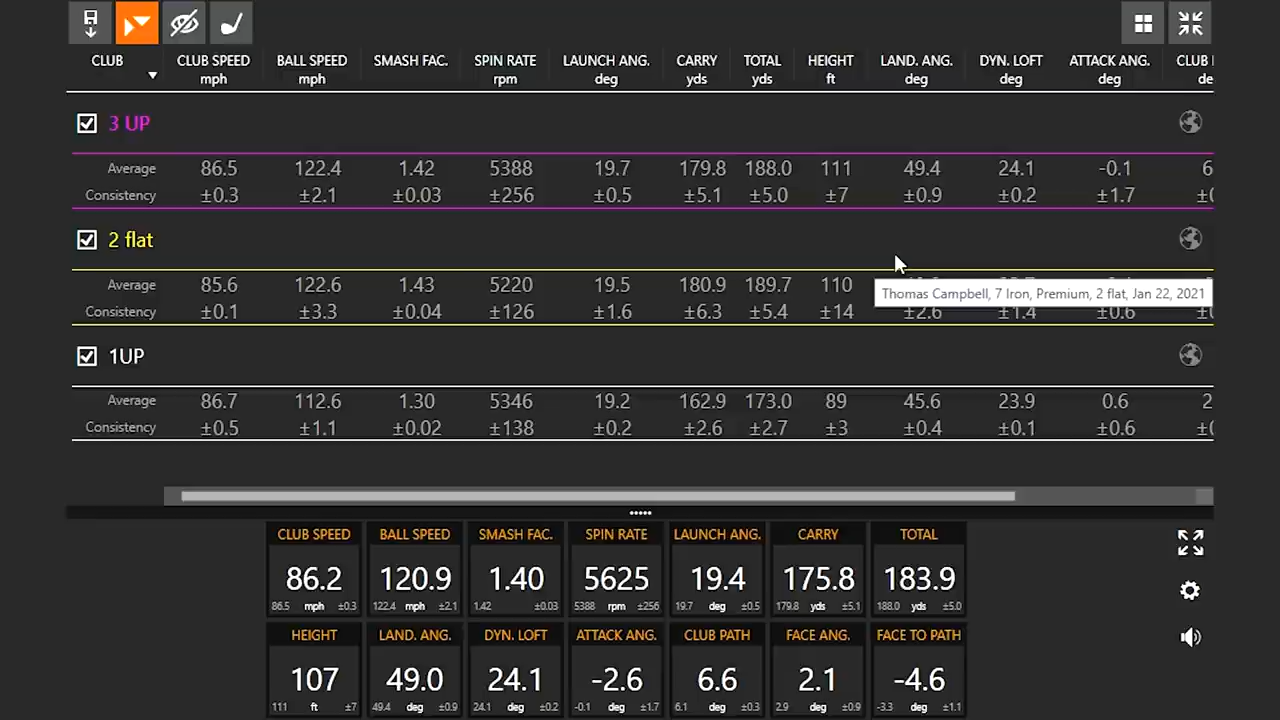 CLUB CLUB SPEED BALL SPEED SMASH FAC. SPIN RATE LAUNCH ANG. CARRY TOTAL HEIGHT LAND. ANG. DYN. LOFT ATTACK ANG. CLUB
mph mph rpm deg yds yds ft deg deg deg de
3 UP
Average 86.5 122.4 1.42 5388 19.7 179.8 188.0 111 49.4 24.1 -0.1 6
Consistency ±0.3 ±2.1 ±0.03 ±256 ±0.5 ±5.1 ±5.0 ±7 ±0.9 ±0.2 ±1.7
2 flat
Average 85.6 122.6 1.43 5220 19.5 180.9 189.7 110
Thomas Campbell, 7 Iron, Premium, 2 flat, Jan 22, 2021
Consistency ±0.1 ±3.3 ±0.04 ±126 ±1.6 ±6.3 ±5.4 ±14 ±2.6 ±1.4 ±0.6
1UP
Average 86.7 112.6 1.30 5346 19.2 162.9 173.0 89 45.6 23.9 0.6 2
Consistency ±0.5 ±1.1 ±0.02 ±138 ±0.2 ±2.6 ±2.7 ±3 ±0.4 ±0.1 ±0.6
CLUB SPEED BALL SPEED SMASH FAC. SPIN RATE LAUNCH ANG. CARRY TOTAL
86.2 120.9 1.40 5625 19.4 175.8 183.9
86.5 mph ±0.3 122.4 mph ±2.1 1.42 ±0.03 5388 rpm ±256 19.7 deg ±0.5 179.8 yds ±5.1 188.0 yds ±5.0
HEIGHT LAND. ANG. DYN. LOFT ATTACK ANG. CLUB PATH FACE ANG. FACE TO PATH
107 49.0 24.1 -2.6 6.6 2.1 -4.6
111 ft ±7 49.4 deg ±0.9 24.1 deg ±0.2 -0.1 deg ±1.7 6.1 deg ±0.3 2.9 deg ±0.9 -3.3 deg ±1.1